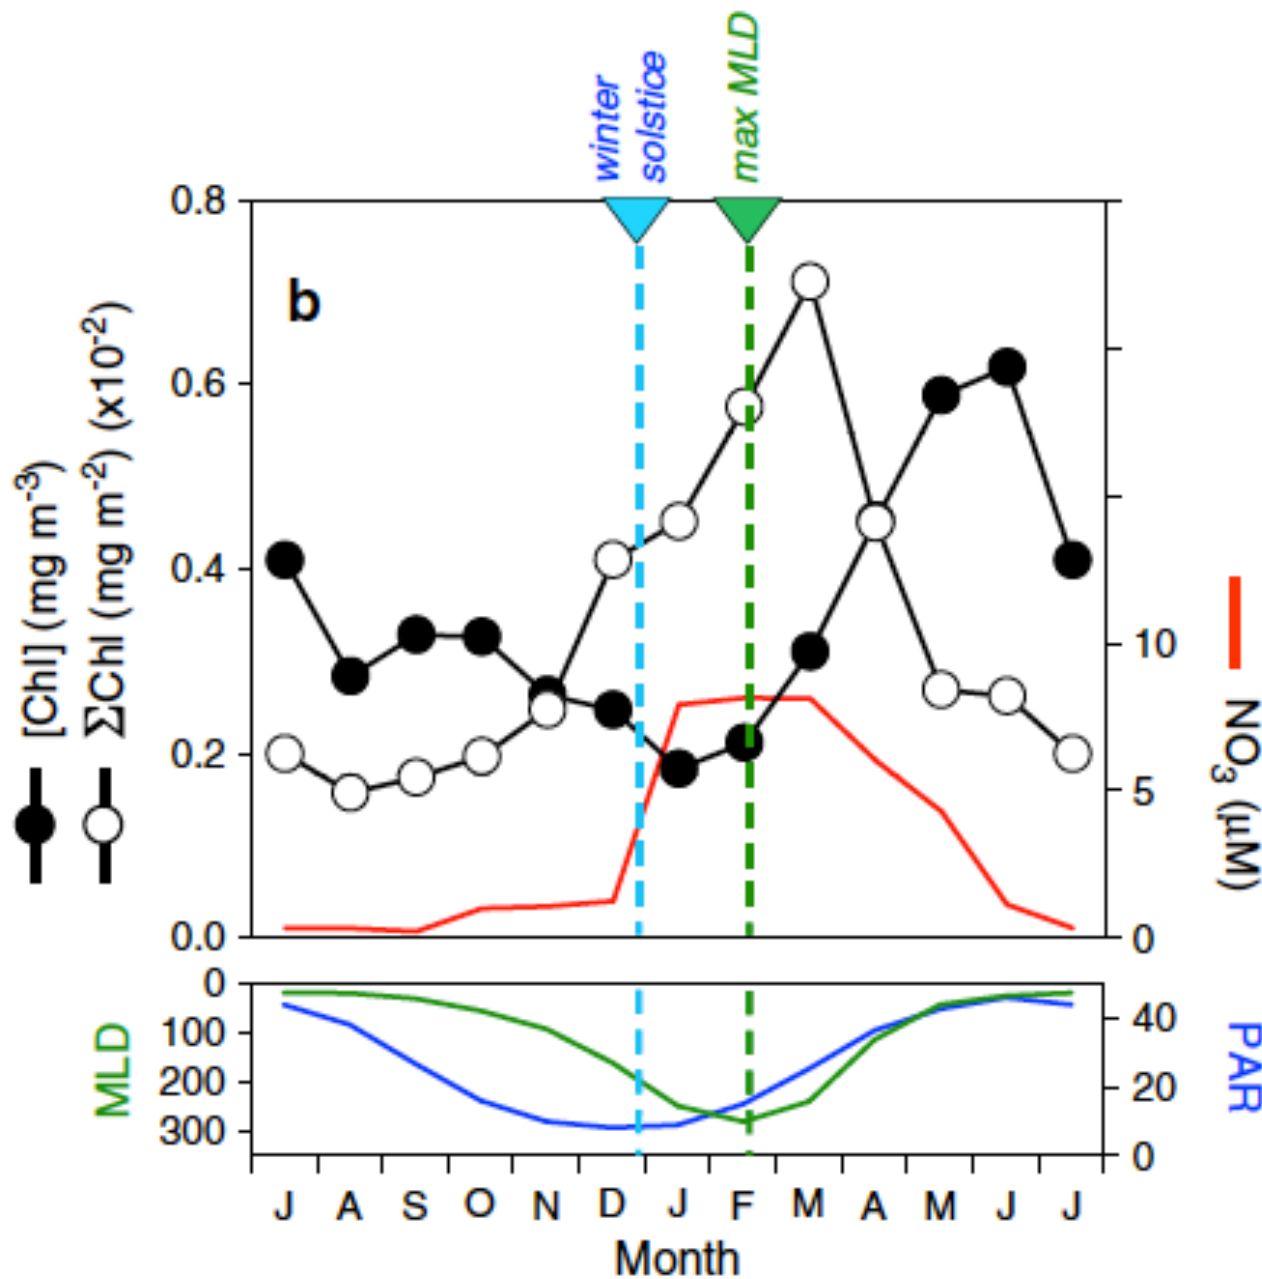 winter
solstice
max MLD
b
0.8
0.6
0.4
0.2
0.0
[Chl] (mg m-3)
ΣChl (mg m-2) (x10-2)
10
5
0
NO3 (μM)
0
100
200
300
MLD
40
20
0
PAR
J A S O N D J F M A M J J
Month